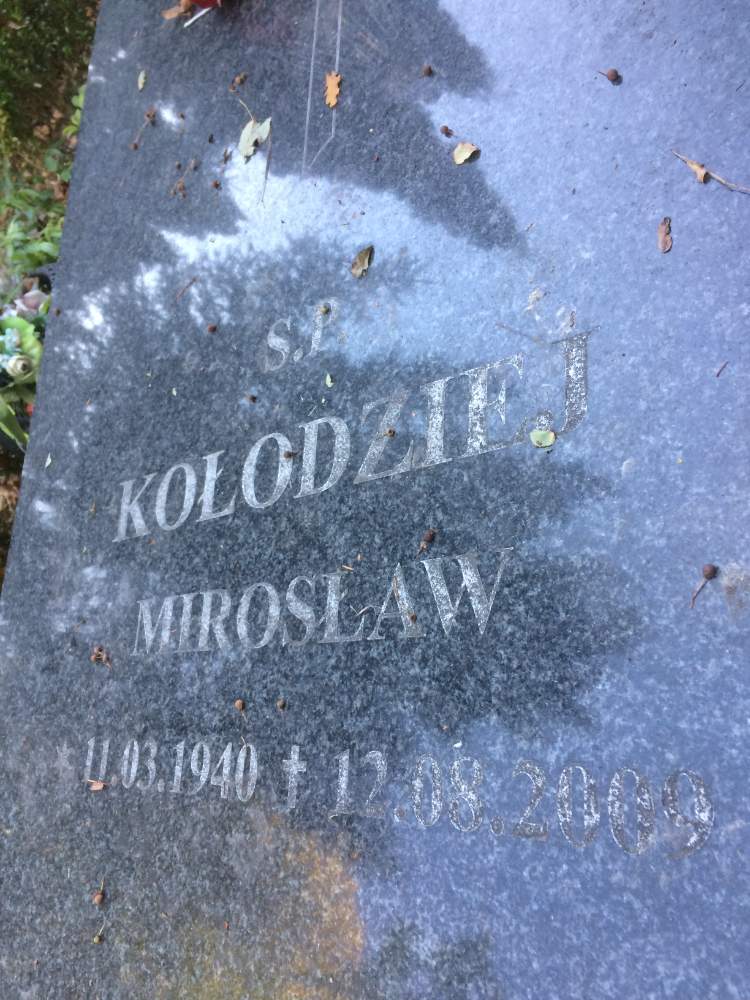 Ś.P.
KOŁODZIEJ
MIROSŁAW
* 11.03.1940 † 12.08.2009